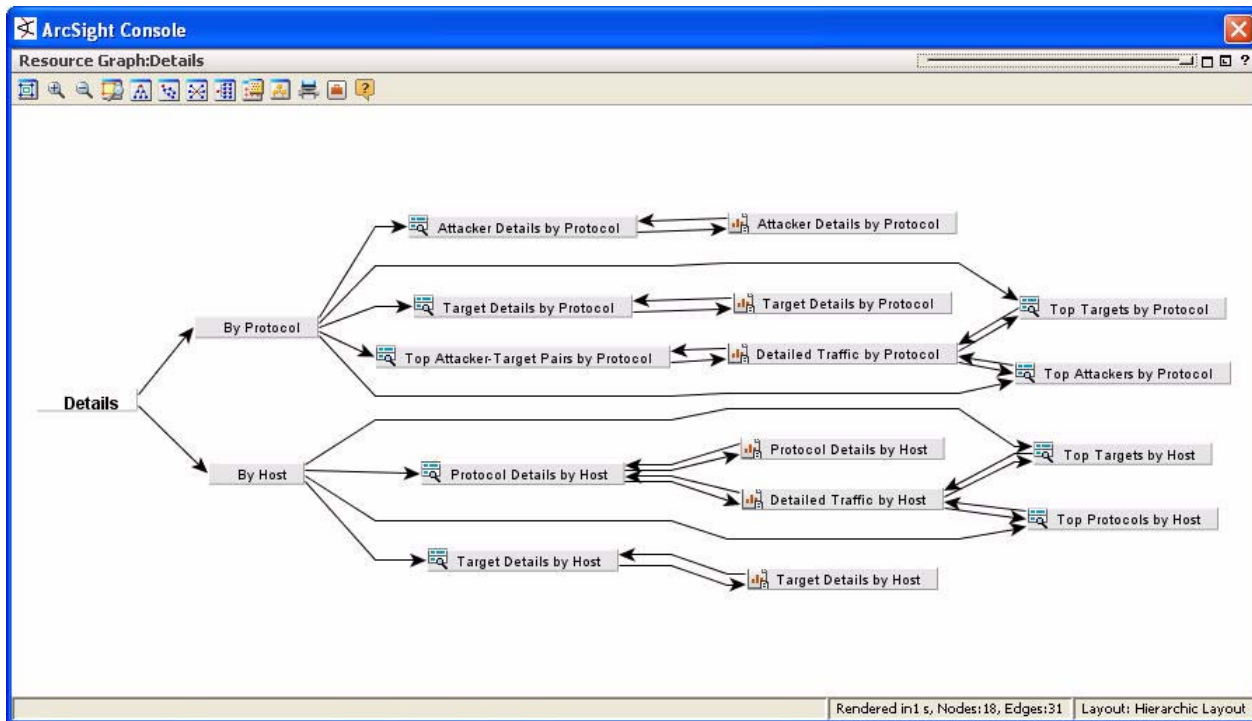 ArcSight Console
Resource Graph:Details
Attacker Details by Protocol
Attacker Details by Protocol
Target Details by Protocol
Target Details by Protocol
Top Targets by Protocol
By Protocol
Top Attacker-Target Pairs by Protocol
Detailed Traffic by Protocol
Top Attackers by Protocol
Details
Protocol Details by Host
Top Targets by Host
By Host
Protocol Details by Host
Detailed Traffic by Host
Top Protocols by Host
Target Details by Host
Target Details by Host
Rendered in1 s, Nodes:18, Edges:31
Layout: Hierarchic Layout